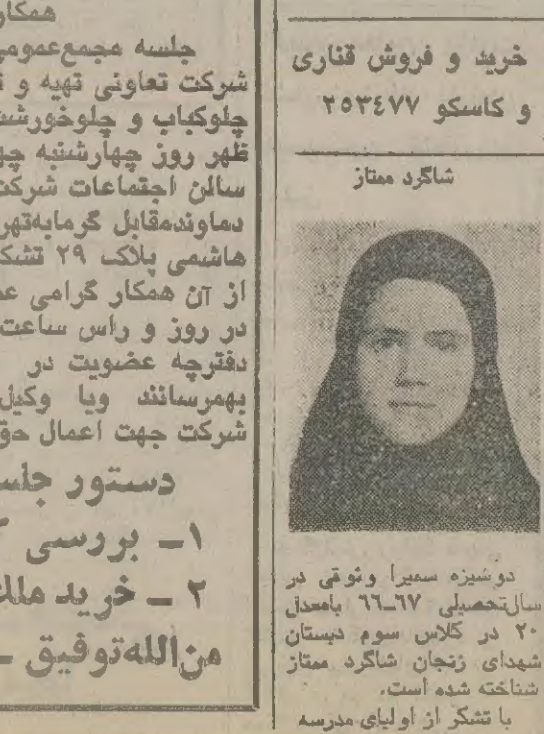 خرید و فروش قناری
و کاسکو ۲۵۳۴۷۷
شاگرد ممتاز
دوشیزه سمیرا وثوقی در
سال‌تحصیلی ۶۷ـ۶۶ بامعدل
۲۰ در کلاس سوم دبستان
شهدای زنجان شاگرد ممتاز
شناخته شده است.
با تشکر از اولیای مدرسه
همکار
جلسه مجمع‌عمومی
شرکت تعاونی تهیه و
چلوکباب و چلوخورشت
ظهر روز چهارشنبه
سالن اجتماعات شرکت
دماوندمقابل گرمابه‌تهر
هاشمی پلاک ۲۹ تشک
از آن همکار گرامی
در روز و راس ساعت
دفترچه عضویت در
بهمرسانند ویا وکیل
شرکت جهت اعمال حق
دستور جلس
۱ـ بررسی
۲ ـ خرید ملک
من‌الله‌توفیق ـ